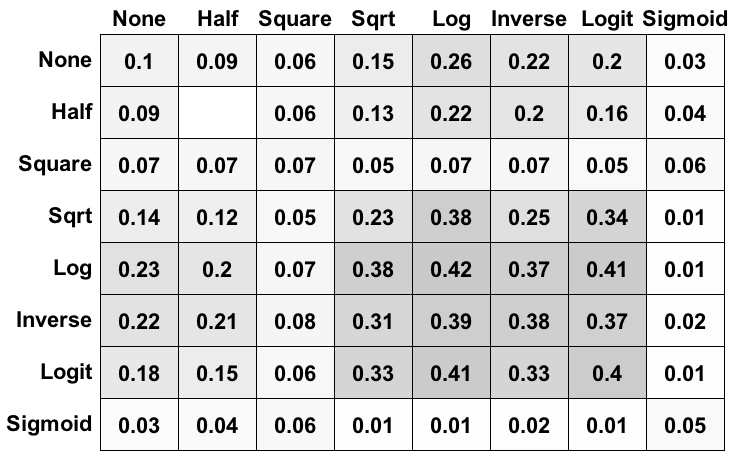 None Half Square Sqrt Log Inverse Logit Sigmoid
None 0.1 0.09 0.06 0.15 0.26 0.22 0.2 0.03
Half 0.09 0.06 0.13 0.22 0.2 0.16 0.04
Square 0.07 0.07 0.07 0.05 0.07 0.07 0.05 0.06
Sqrt 0.14 0.12 0.05 0.23 0.38 0.25 0.34 0.01
Log 0.23 0.2 0.07 0.38 0.42 0.37 0.41 0.01
Inverse 0.22 0.21 0.08 0.31 0.39 0.38 0.37 0.02
Logit 0.18 0.15 0.06 0.33 0.41 0.33 0.4 0.01
Sigmoid 0.03 0.04 0.06 0.01 0.01 0.02 0.01 0.05